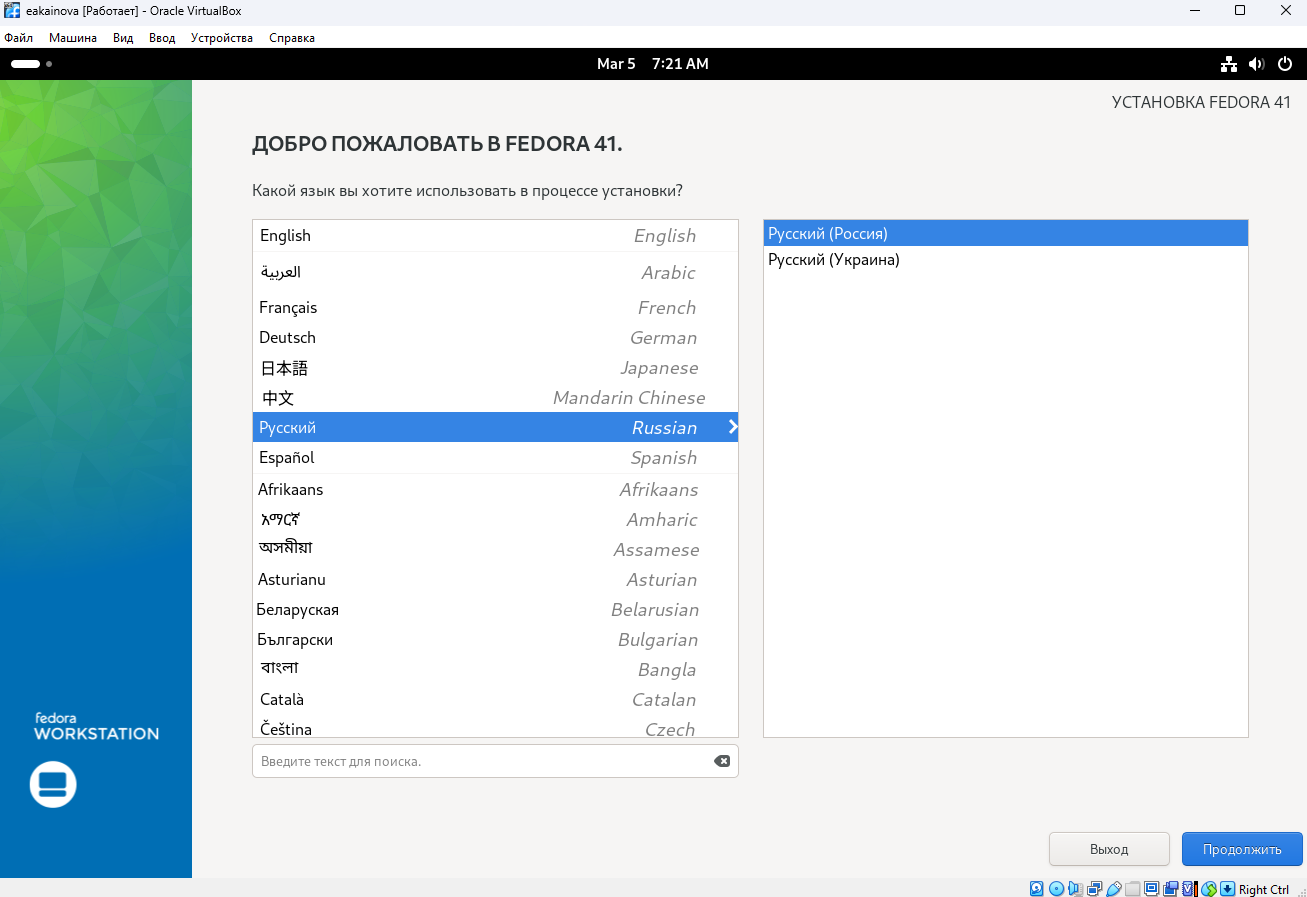 eakainova [Работает] - Oracle VirtualBox
Файл Машина Вид Ввод Устройства Справка
Mar 5 7:21 AM
УСТАНОВКА FEDORA 41
ДОБРО ПОЖАЛОВАТЬ В FEDORA 41.
Какой язык вы хотите использовать в процессе установки?
English English
العربية Arabic
Français French
Deutsch German
日本語 Japanese
中文 Mandarin Chinese
Русский Russian
Español Spanish
Afrikaans Afrikaans
አማርኛ Amharic
অসমীয়া Assamese
Asturianu Asturian
Беларуская Belarusian
Български Bulgarian
বাংলা Bangla
Català Catalan
Čeština Czech
Введите текст для поиска.
Русский (Россия)
Русский (Украина)
fedora
WORKSTATION
Выход Продолжить
Right Ctrl